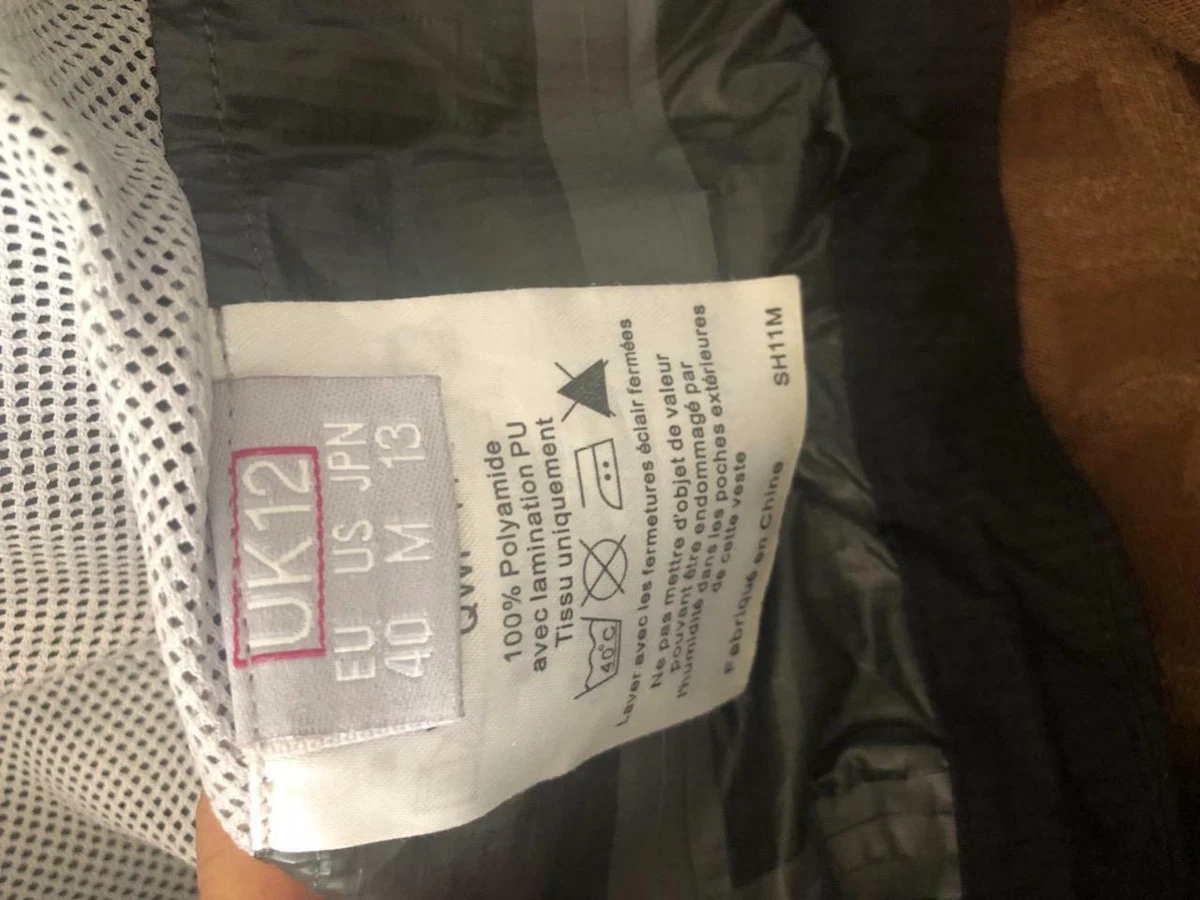 UK12
EU US JPN
40 M 13
100% Polyamide
avec lamination PU
Tissu uniquement
40°C
Laver avec les fermetures éclair fermées
Ne pas mettre d'objet de valeur
pouvant être endommagé par
l'humidité dans les poches extérieures
de cette veste
Fabriqué en Chine
SH11M